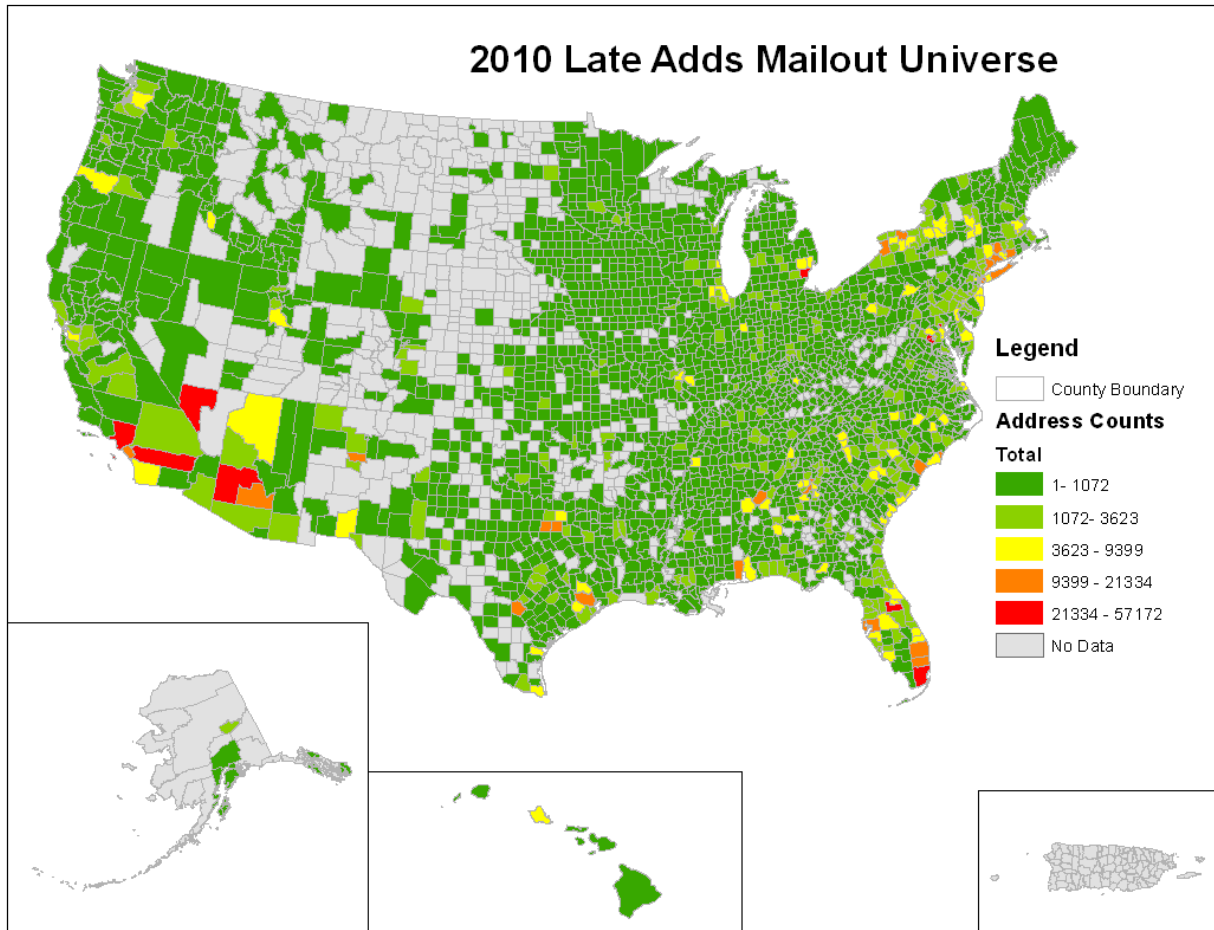 2010 Late Adds Mailout Universe
Legend
County Boundary
Address Counts
Total
1- 1072
1072- 3623
3623 - 9399
9399 - 21334
21334 - 57172
No Data